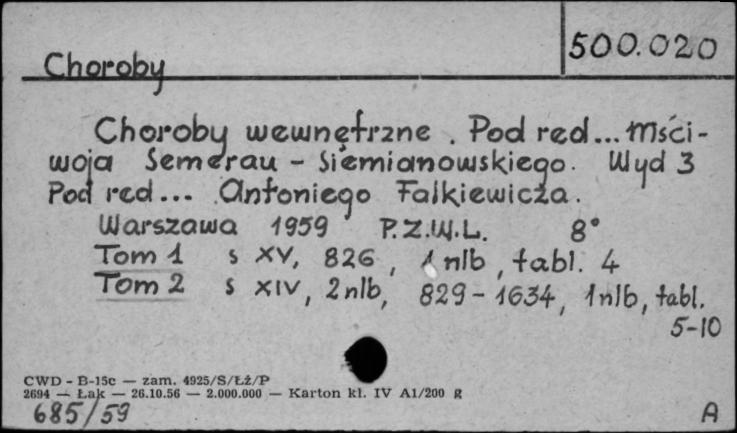 500.020
Choroby
Choroby wewnętrzne. Pod red... Mści-
woja Semerau - Siemianowskiego. Wyd 3
Pod red... Antoniego Falkiewicza.
Warszawa 1959 P.Z.W.L. 8°
Tom 1 s XV, 826, 1 nlb, tabl. 4
Tom 2 s XIV, 2nlb, 829-1634, 1nlb, tabl.
5-10
CWD - B-15c — zam. 4925/S/Łż/P
2694 — Łak — 26.10.56 — 2.000.000 — Karton kl. IV A1/200 g
685/59 A